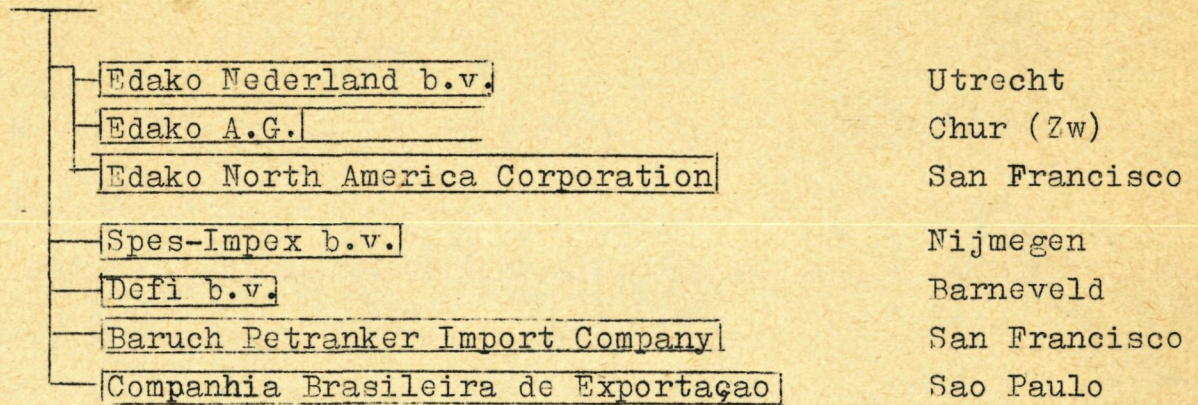 Edako Nederland b.v. Utrecht
Edako A.G. Chur (Zw)
Edako North America Corporation San Francisco
Spes-Impex b.v. Nijmegen
Defi b.v. Barneveld
Baruch Petranker Import Company San Francisco
Companhia Brasileira de Exportaçao Sao Paulo